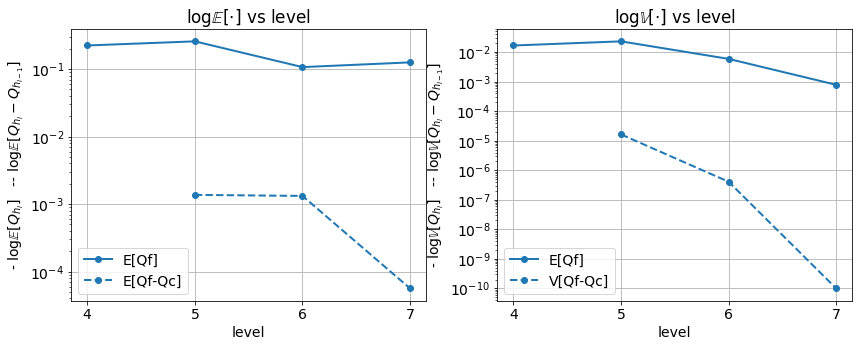 log𝔼[·] vs level
- log𝔼[Q_{h_l}] -- log𝔼[Q_{h_l} − Q_{h_{l−1}}]
10^{−1}
10^{−2}
10^{−3}
10^{−4}
E[Qf]
E[Qf-Qc]
4 5 6 7
level
log𝕍[·] vs level
- log𝕍[Q_{h_l}] -- log𝕍[Q_{h_l} − Q_{h_{l−1}}]
10^{−2}
10^{−3}
10^{−4}
10^{−5}
10^{−6}
10^{−7}
10^{−8}
10^{−9}
10^{−10}
E[Qf]
V[Qf-Qc]
4 5 6 7
level